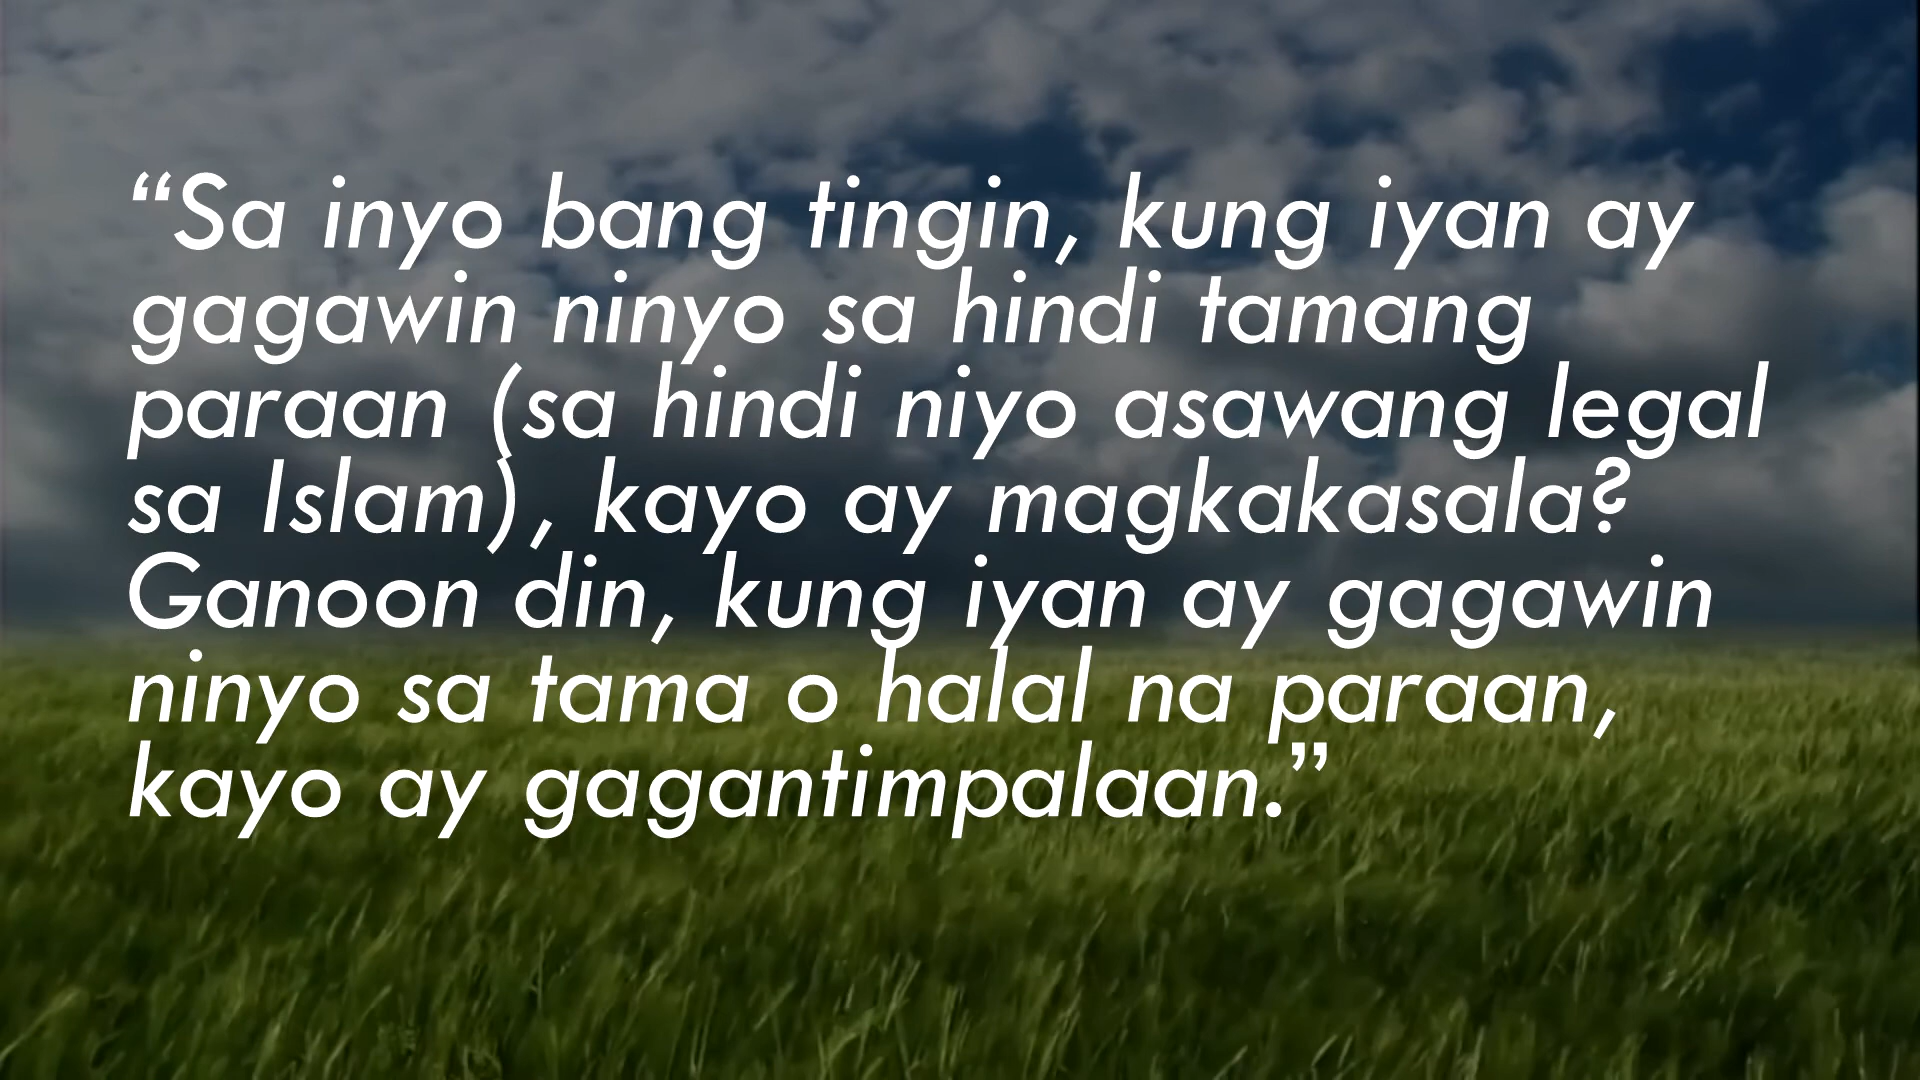 “Sa inyo bang tingin, kung iyan ay
gagawin ninyo sa hindi tamang
paraan (sa hindi niyo asawang legal
sa Islam), kayo ay magkakasala?
Ganoon din, kung iyan ay gagawin
ninyo sa tama o halal na paraan,
kayo ay gagantimpalaan.”